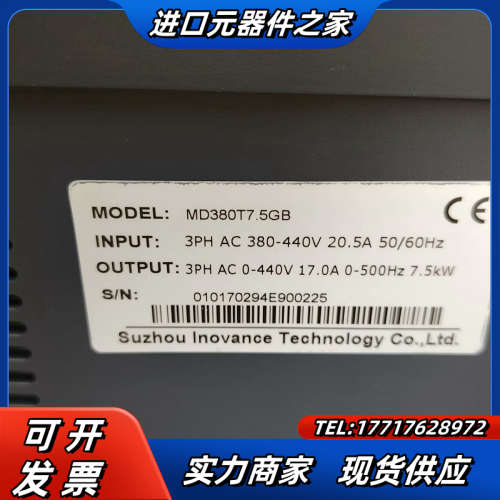 进口元器件之家
CE
MODEL: MD380T7.5GB
INPUT: 3PH AC 380-440V 20.5A 50/60Hz
OUTPUT: 3PH AC 0-440V 17.0A 0-500Hz 7.5kW
S/N: 010170294E900225
Suzhou Inovance Technology Co.,Ltd.
TEL:17717628972
可开
发票
实力商家 现货供应